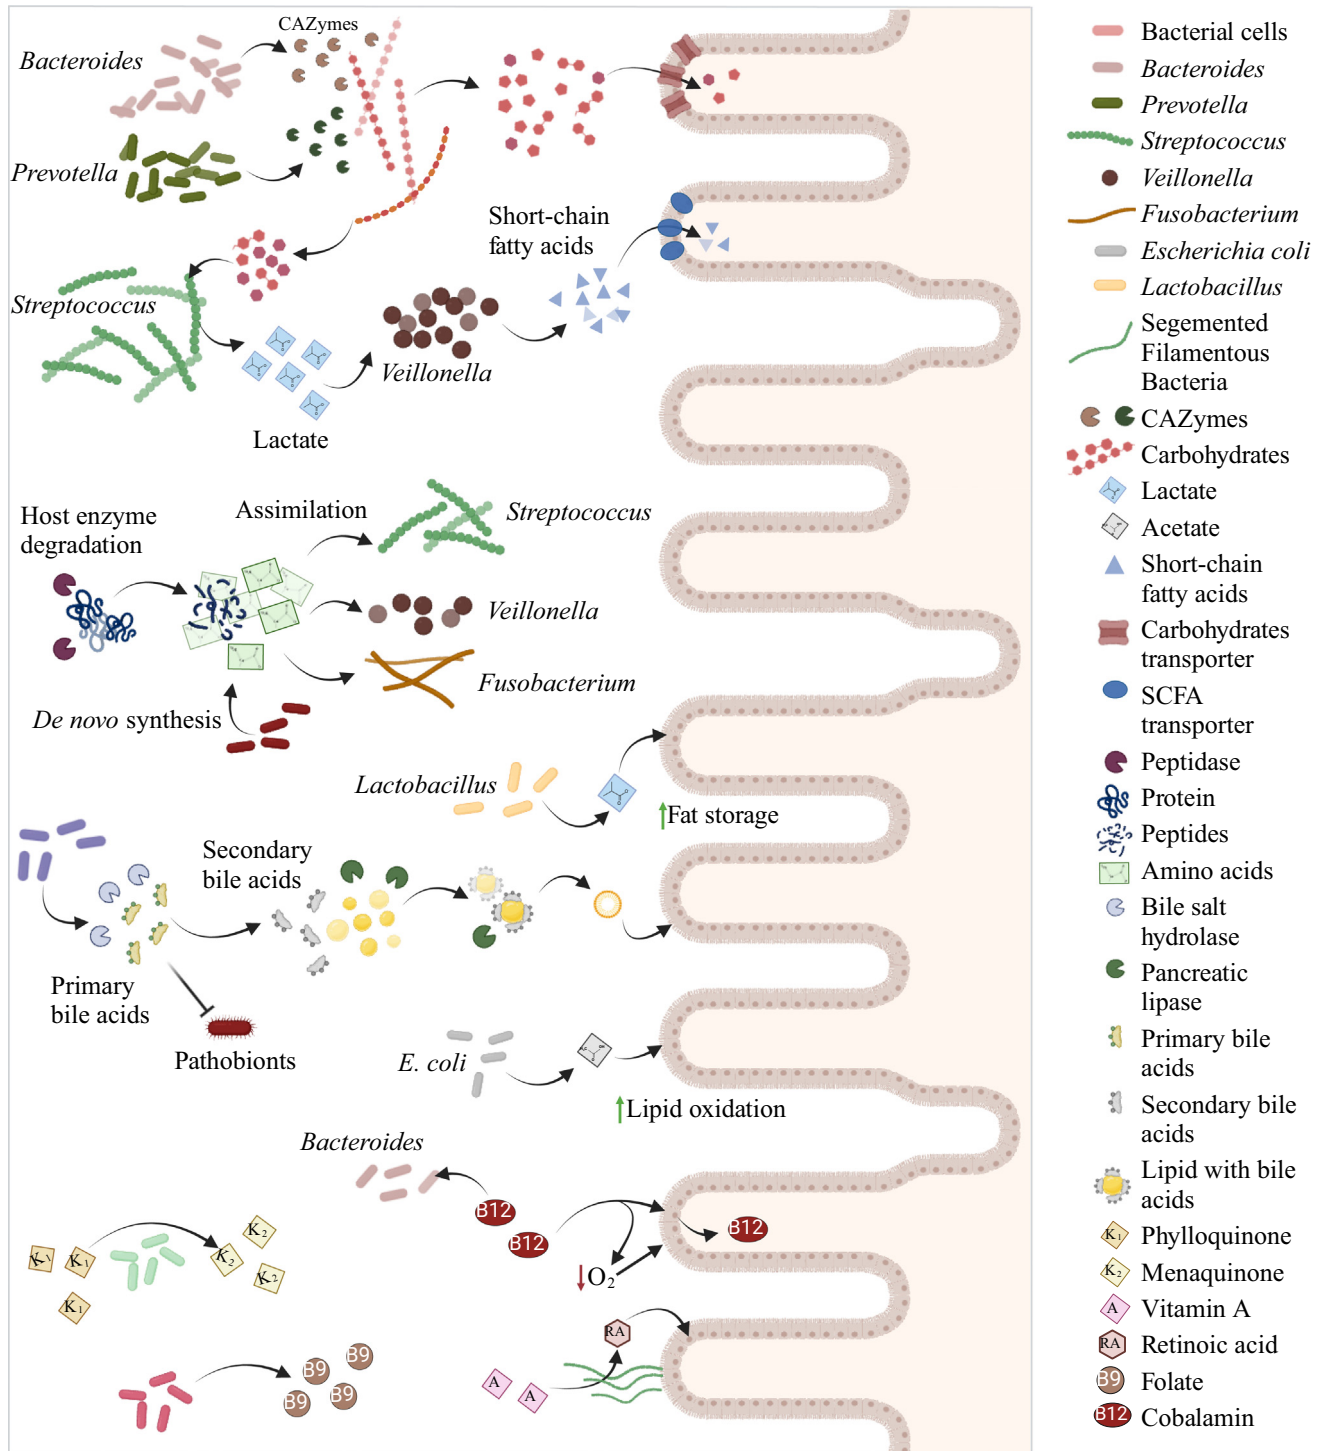 CAZymes
Bacteroides
Prevotella
Short-chain
fatty acids
Streptococcus
Veillonella
Lactate
Host enzyme
degradation
Assimilation
Streptococcus
Veillonella
Fusobacterium
De novo synthesis
Lactobacillus
Fat storage
Secondary
bile acids
Primary
bile acids
Pathobionts
E. coli
Lipid oxidation
Bacteroides
B12
B12
B12
O2
K1
K1
K1
K2
K2
K2
RA
A
A
B9
B9
B9
B9
Bacterial cells
Bacteroides
Prevotella
Streptococcus
Veillonella
Fusobacterium
Escherichia coli
Lactobacillus
Segemented
Filamentous
Bacteria
CAZymes
Carbohydrates
Lactate
Acetate
Short-chain
fatty acids
Carbohydrates
transporter
SCFA
transporter
Peptidase
Protein
Peptides
Amino acids
Bile salt
hydrolase
Pancreatic
lipase
Primary bile
acids
Secondary bile
acids
Lipid with bile
acids
K1 Phylloquinone
K2 Menaquinone
A Vitamin A
RA Retinoic acid
B9 Folate
B12 Cobalamin